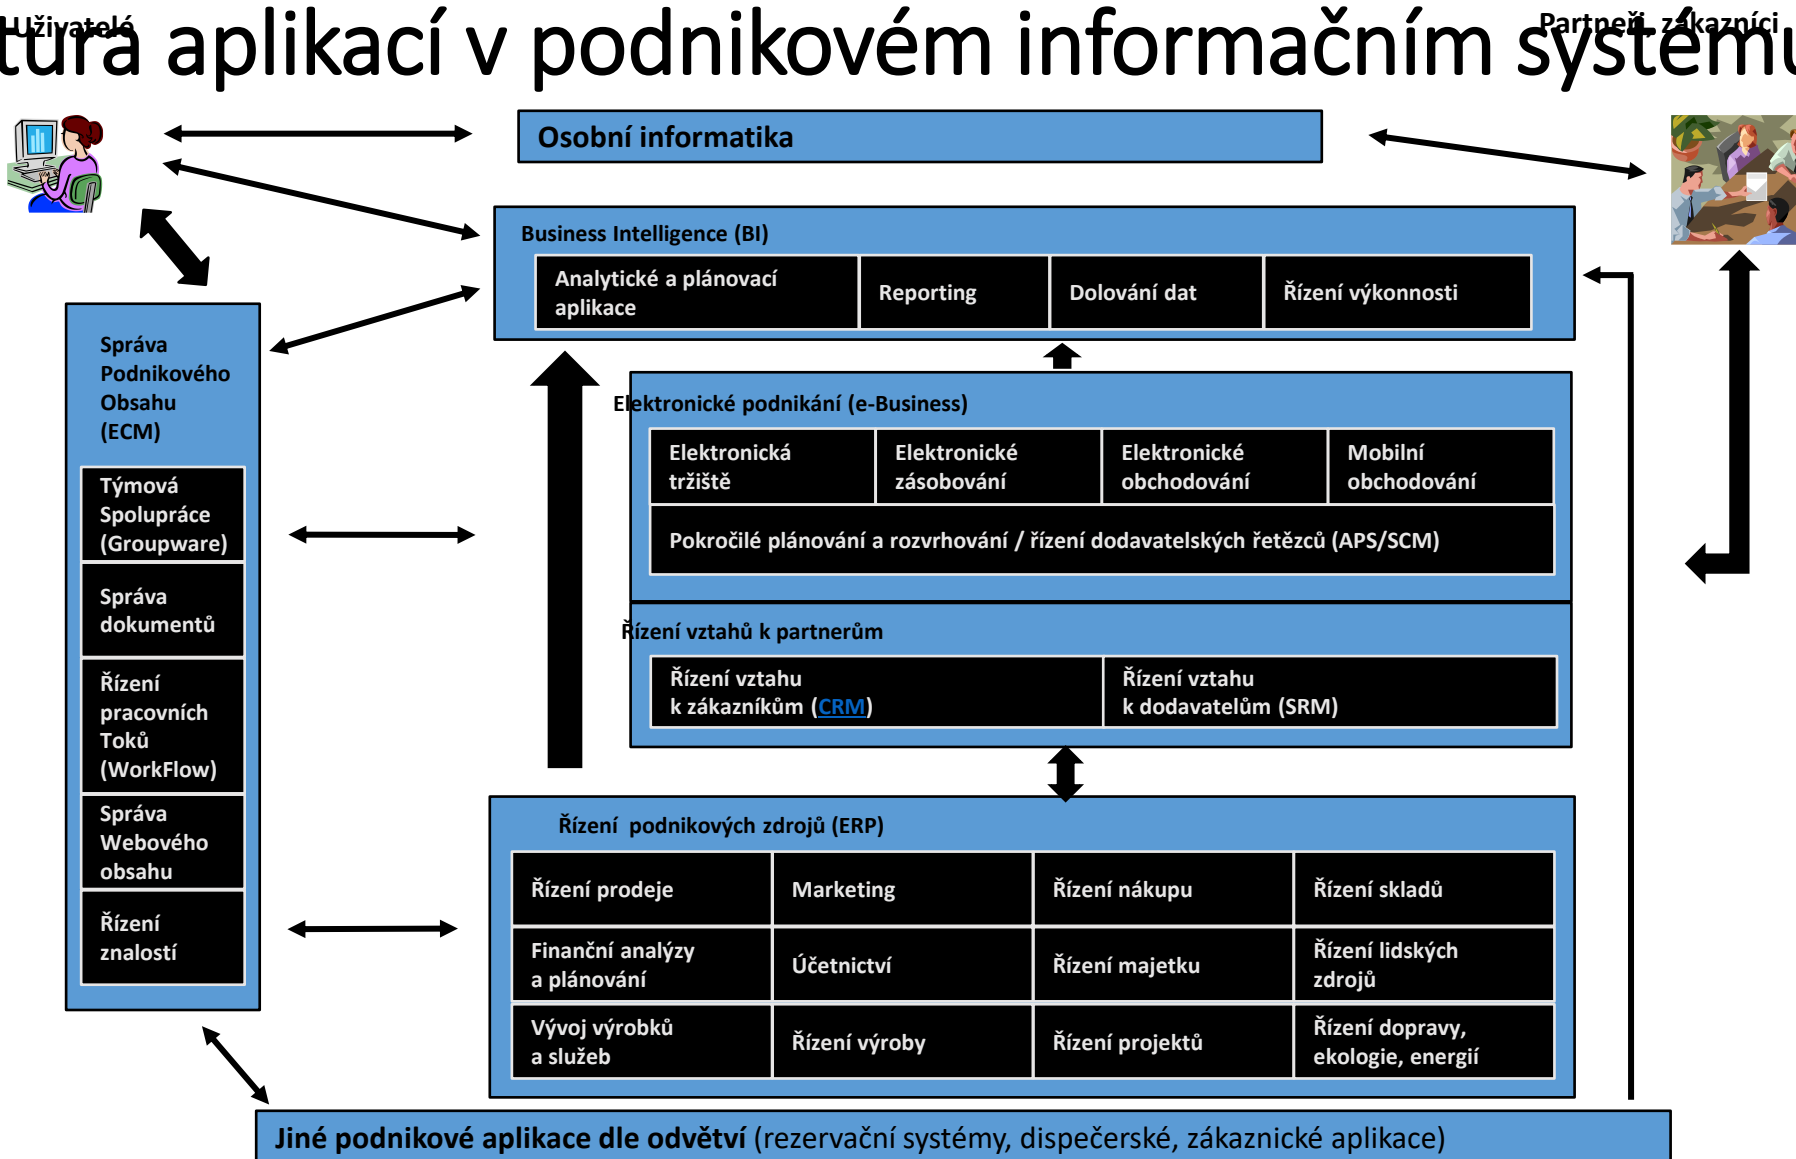 Uživatelé
tura aplikací v podnikovém informačním systému
Partneři, zákazníci
Osobní informatika
Business Intelligence (BI)
Analytické a plánovací
aplikace
Reporting
Dolování dat
Řízení výkonnosti
Správa
Podnikového
Obsahu
(ECM)
Týmová
Spolupráce
(Groupware)
Správa
dokumentů
Řízení
pracovních
Toků
(WorkFlow)
Správa
Webového
obsahu
Řízení
znalostí
Elektronické podnikání (e-Business)
Elektronická
tržiště
Elektronické
zásobování
Elektronické
obchodování
Mobilní
obchodování
Pokročilé plánování a rozvrhování / řízení dodavatelských řetězců (APS/SCM)
Řízení vztahů k partnerům
Řízení vztahu
k zákazníkům (CRM)
Řízení vztahu
k dodavatelům (SRM)
Řízení podnikových zdrojů (ERP)
Řízení prodeje
Marketing
Řízení nákupu
Řízení skladů
Finanční analýzy
a plánování
Účetnictví
Řízení majetku
Řízení lidských
zdrojů
Vývoj výrobků
a služeb
Řízení výroby
Řízení projektů
Řízení dopravy,
ekologie, energií
Jiné podnikové aplikace dle odvětví (rezervační systémy, dispečerské, zákaznické aplikace)